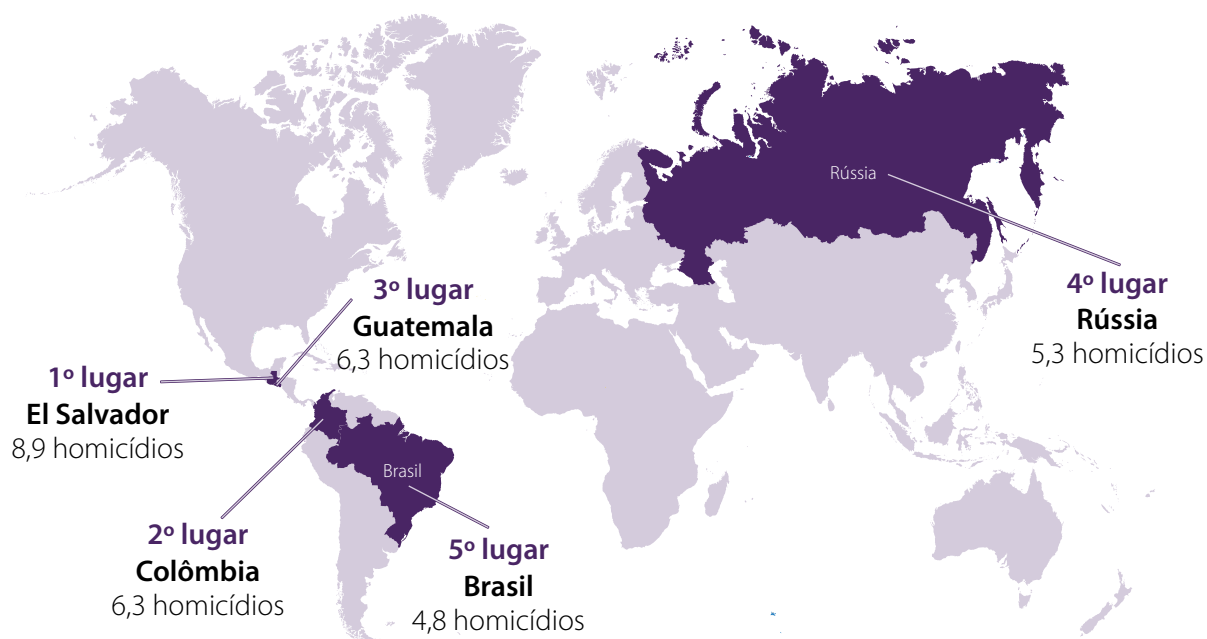 Rússia
3º lugar
Guatemala
6,3 homicídios
4º lugar
Rússia
5,3 homicídios
1º lugar
El Salvador
8,9 homicídios
Brasil
2º lugar
Colômbia
6,3 homicídios
5º lugar
Brasil
4,8 homicídios